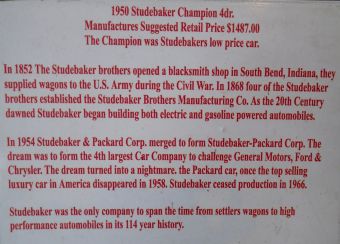 1950 Studebaker Champion 4dr.
Manufactures Suggested Retail Price $1487.00
The Champion was Studebakers low price car.
In 1852 The Studebaker brothers opened a blacksmith shop in South Bend, Indiana, they
supplied wagons to the U.S. Army during the Civil War. In 1868 four of the Studebaker
brothers established the Studebaker Brothers Manufacturing Co. As the 20th Century
dawned Studebaker began building both electric and gasoline powered automobiles.
In 1954 Studebaker & Packard Corp. merged to form Studebaker-Packard Corp. The
dream was to form the 4th largest Car Company to challenge General Motors, Ford &
Chrysler. The dream turned into a nightmare. the Packard car, once the top selling
luxury car in America disappeared in 1958. Studebaker ceased production in 1966.
Studebaker was the only company to span the time from settlers wagons to high
performance automobiles in its 114 year history.